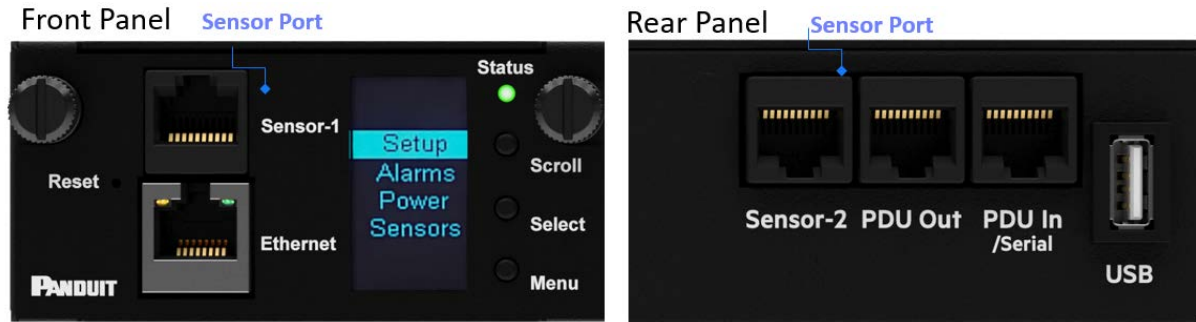 Front Panel
Sensor Port
Status
Sensor-1
Setup
Alarms
Power
Sensors
Scroll
Reset
Select
Ethernet
Menu
PANDUIT
Rear Panel
Sensor Port
Sensor-2
PDU Out
PDU In
/Serial
USB